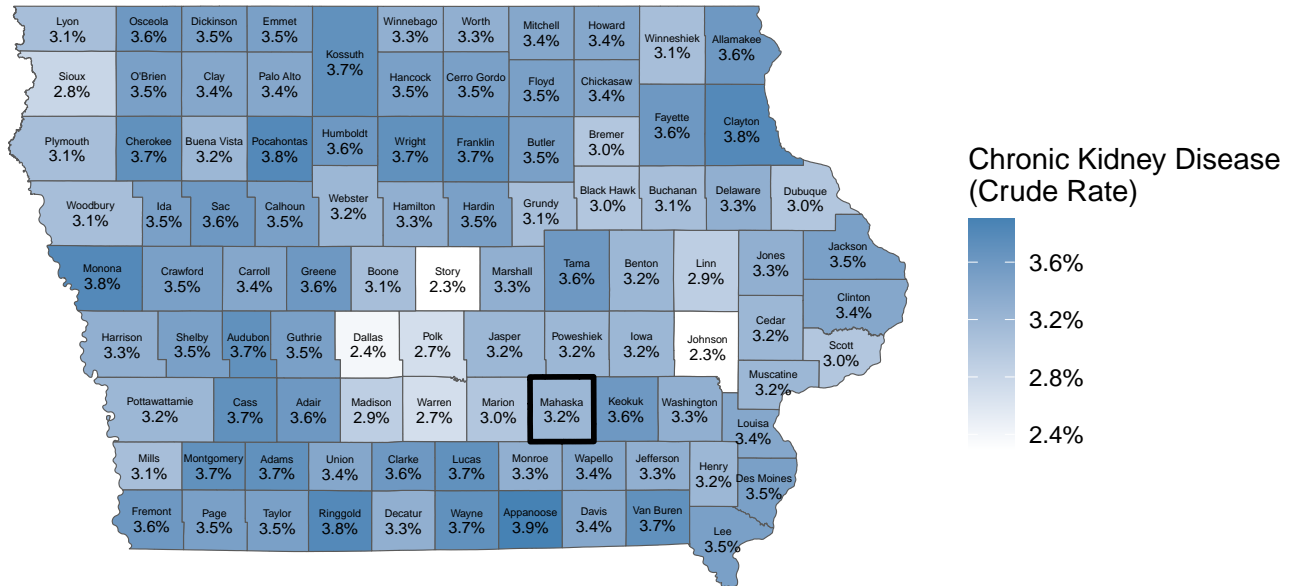 Lyon
3.1%
Osceola
3.6%
Dickinson
3.5%
Emmet
3.5%
Kossuth
3.7%
Winnebago
3.3%
Worth
3.3%
Mitchell
3.4%
Howard
3.4%
Winneshiek
3.1%
Allamakee
3.6%
Sioux
2.8%
O'Brien
3.5%
Clay
3.4%
Palo Alto
3.4%
Hancock
3.5%
Cerro Gordo
3.5%
Floyd
3.5%
Chickasaw
3.4%
Plymouth
3.1%
Cherokee
3.7%
Buena Vista
3.2%
Pocahontas
3.8%
Humboldt
3.6%
Wright
3.7%
Franklin
3.7%
Butler
3.5%
Bremer
3.0%
Fayette
3.6%
Clayton
3.8%
Woodbury
3.1%
Ida
3.5%
Sac
3.6%
Calhoun
3.5%
Webster
3.2%
Hamilton
3.3%
Hardin
3.5%
Grundy
3.1%
Black Hawk
3.0%
Buchanan
3.1%
Delaware
3.3%
Dubuque
3.0%
Monona
3.8%
Crawford
3.5%
Carroll
3.4%
Greene
3.6%
Boone
3.1%
Story
2.3%
Marshall
3.3%
Tama
3.6%
Benton
3.2%
Linn
2.9%
Jones
3.3%
Jackson
3.5%
Clinton
3.4%
Harrison
3.3%
Shelby
3.5%
Audubon
3.7%
Guthrie
3.5%
Dallas
2.4%
Polk
2.7%
Jasper
3.2%
Poweshiek
3.2%
Iowa
3.2%
Johnson
2.3%
Cedar
3.2%
Scott
3.0%
Muscatine
3.2%
Pottawattamie
3.2%
Cass
3.7%
Adair
3.6%
Madison
2.9%
Warren
2.7%
Marion
3.0%
Mahaska
3.2%
Keokuk
3.6%
Washington
3.3%
Louisa
3.4%
Mills
3.1%
Montgomery
3.7%
Adams
3.7%
Union
3.4%
Clarke
3.6%
Lucas
3.7%
Monroe
3.3%
Wapello
3.4%
Jefferson
3.3%
Henry
3.2%
Des Moines
3.5%
Fremont
3.6%
Page
3.5%
Taylor
3.5%
Ringgold
3.8%
Decatur
3.3%
Wayne
3.7%
Appanoose
3.9%
Davis
3.4%
Van Buren
3.7%
Lee
3.5%
Chronic Kidney Disease
(Crude Rate)
3.6%
3.2%
2.8%
2.4%